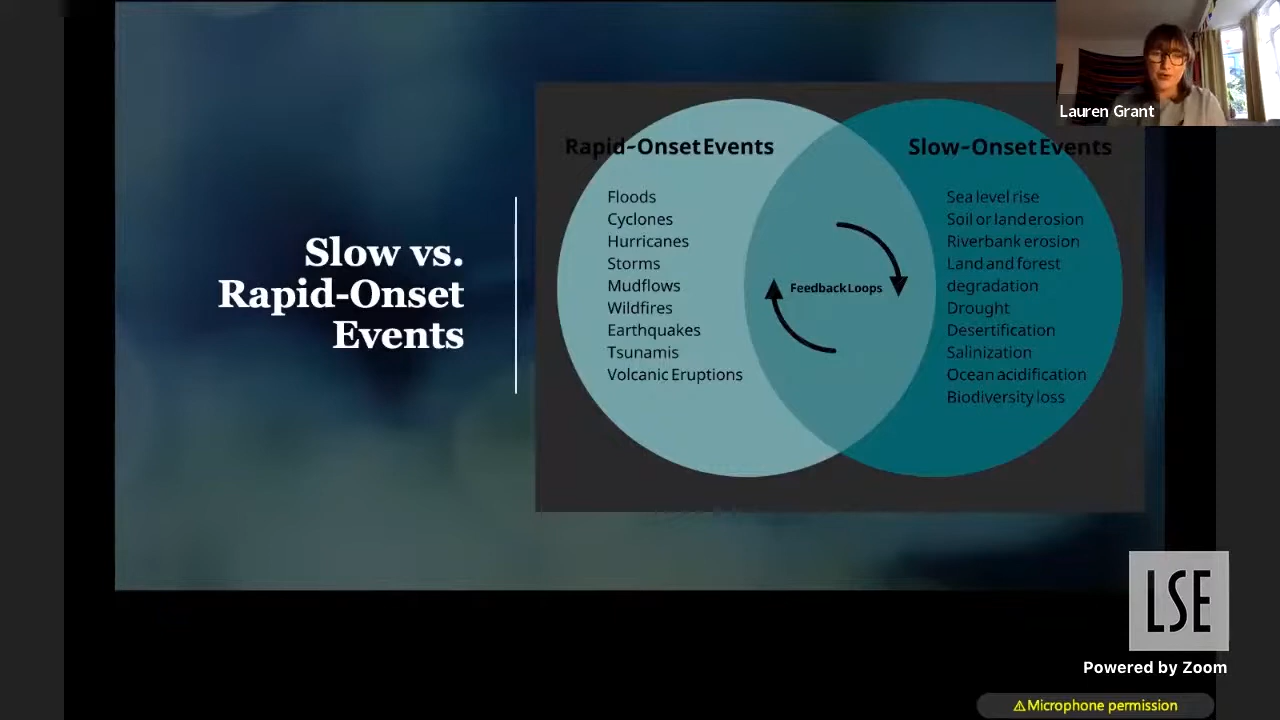 Slow vs.
Rapid-Onset
Events
Rapid-Onset Events
Floods
Cyclones
Hurricanes
Storms
Mudflows
Wildfires
Earthquakes
Tsunamis
Volcanic Eruptions
Feedback Loops
Slow-Onset Events
Sea level rise
Soil or land erosion
Riverbank erosion
Land and forest
degradation
Drought
Desertification
Salinization
Ocean acidification
Biodiversity loss
Lauren Grant
LSE
Powered by Zoom
⚠Microphone permission